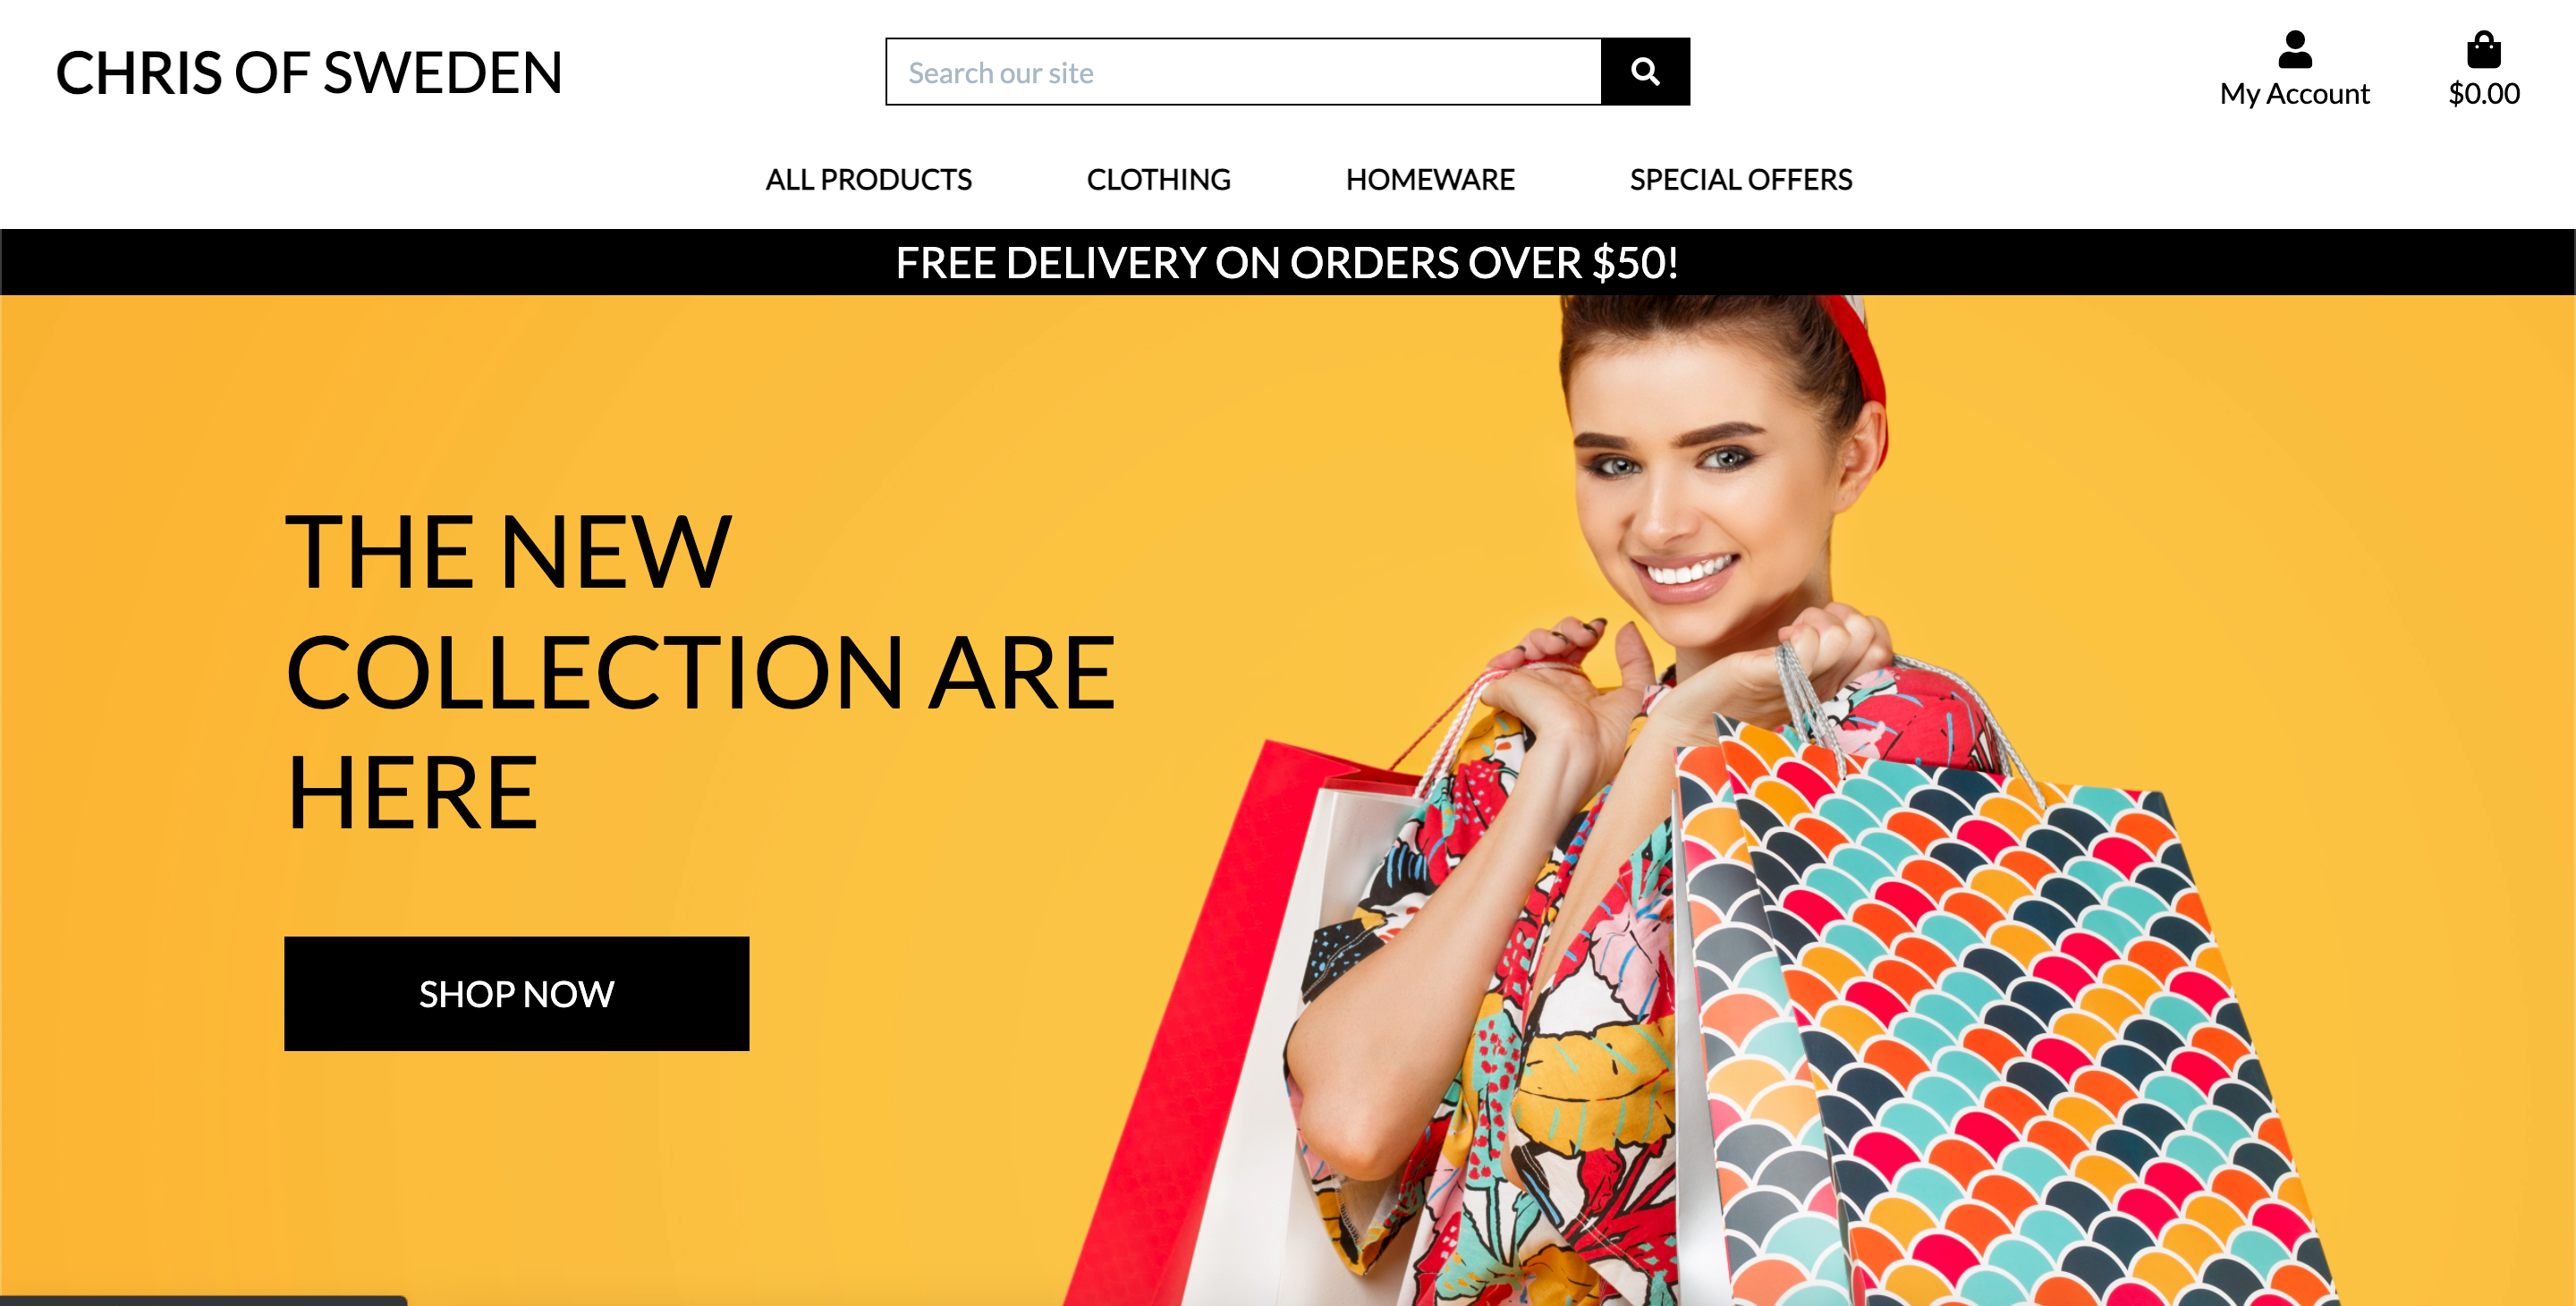 CHRIS OF SWEDEN
Search our site
My Account
$0.00
ALL PRODUCTS
CLOTHING
HOMEWARE
SPECIAL OFFERS
FREE DELIVERY ON ORDERS OVER $50!
THE NEW
COLLECTION ARE
HERE
SHOP NOW